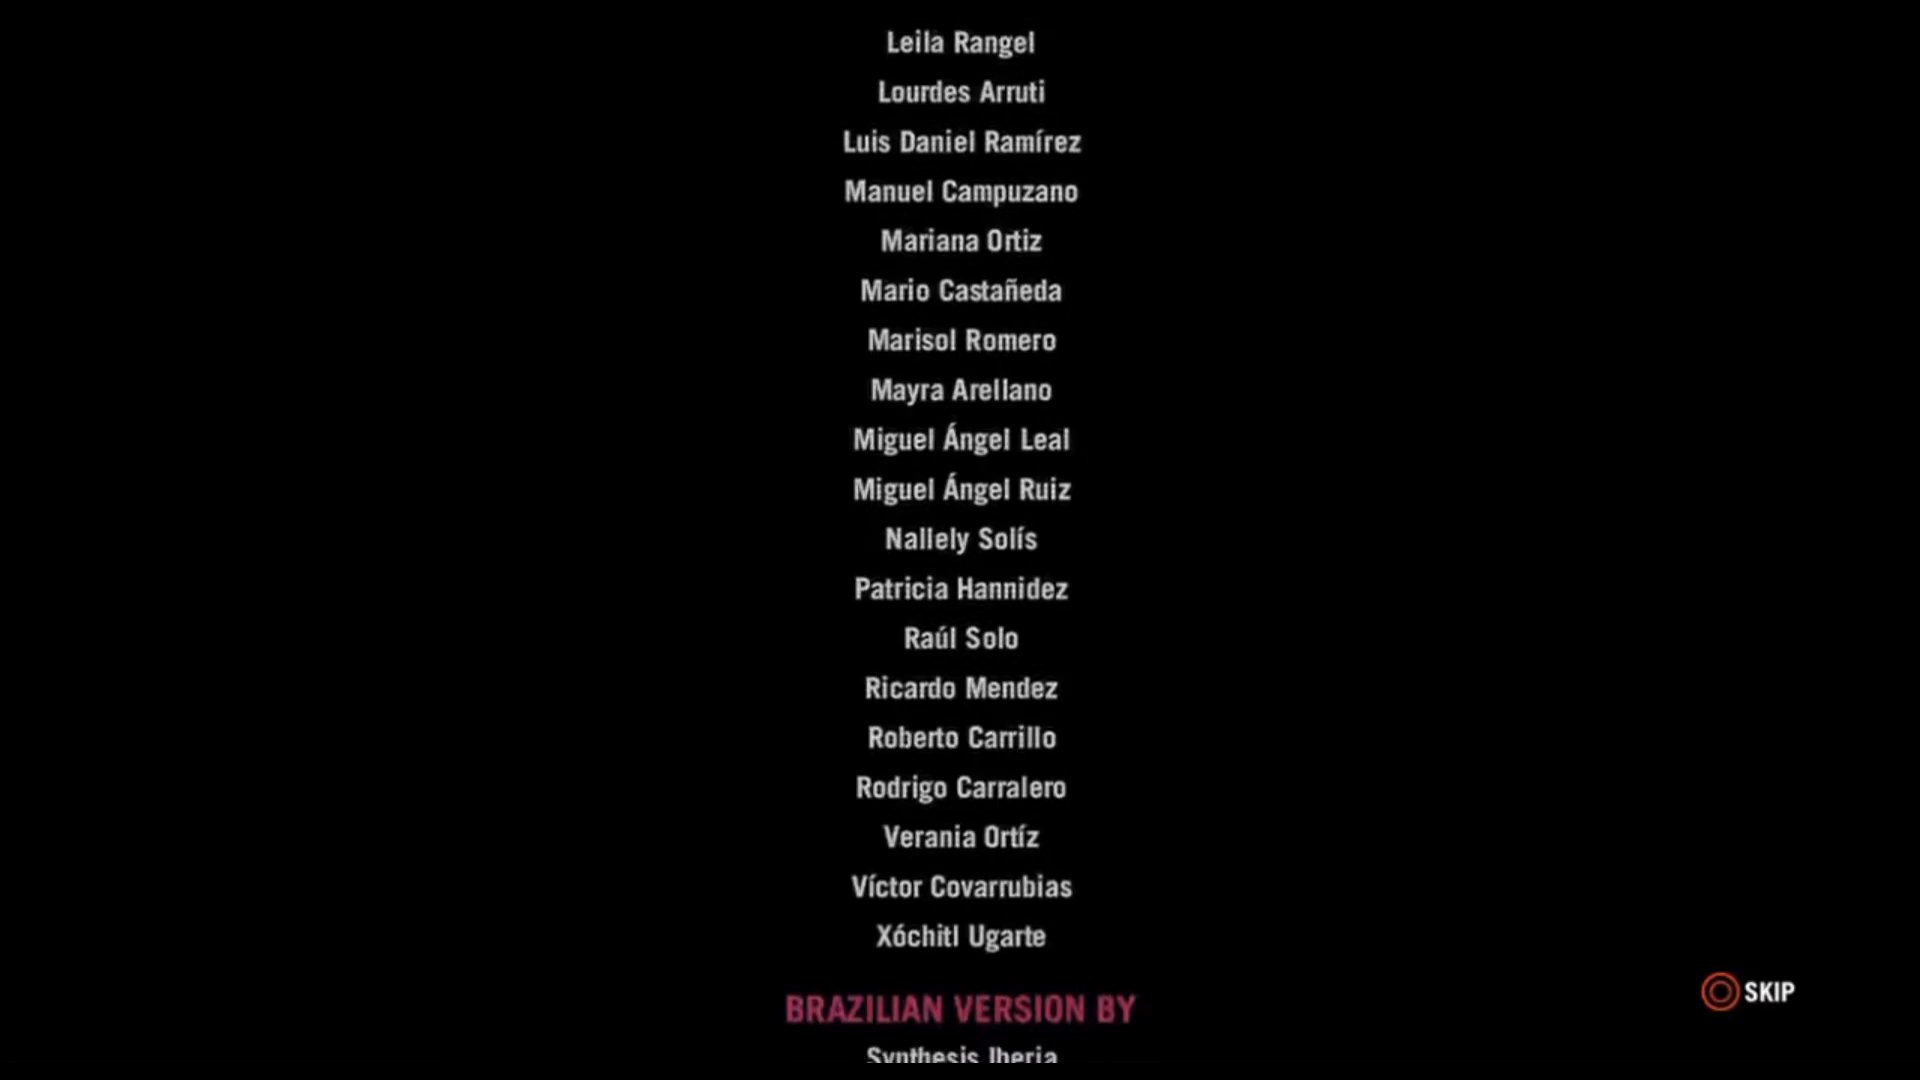 Leila Rangel
Lourdes Arruti
Luis Daniel Ramírez
Manuel Campuzano
Mariana Ortiz
Mario Castañeda
Marisol Romero
Mayra Arellano
Miguel Ángel Leal
Miguel Ángel Ruiz
Nallely Solís
Patricia Hannidez
Raúl Solo
Ricardo Mendez
Roberto Carrillo
Rodrigo Carralero
Verania Ortíz
Víctor Covarrubias
Xóchitl Ugarte
SKIP
BRAZILIAN VERSION BY
Synthesis Iberia